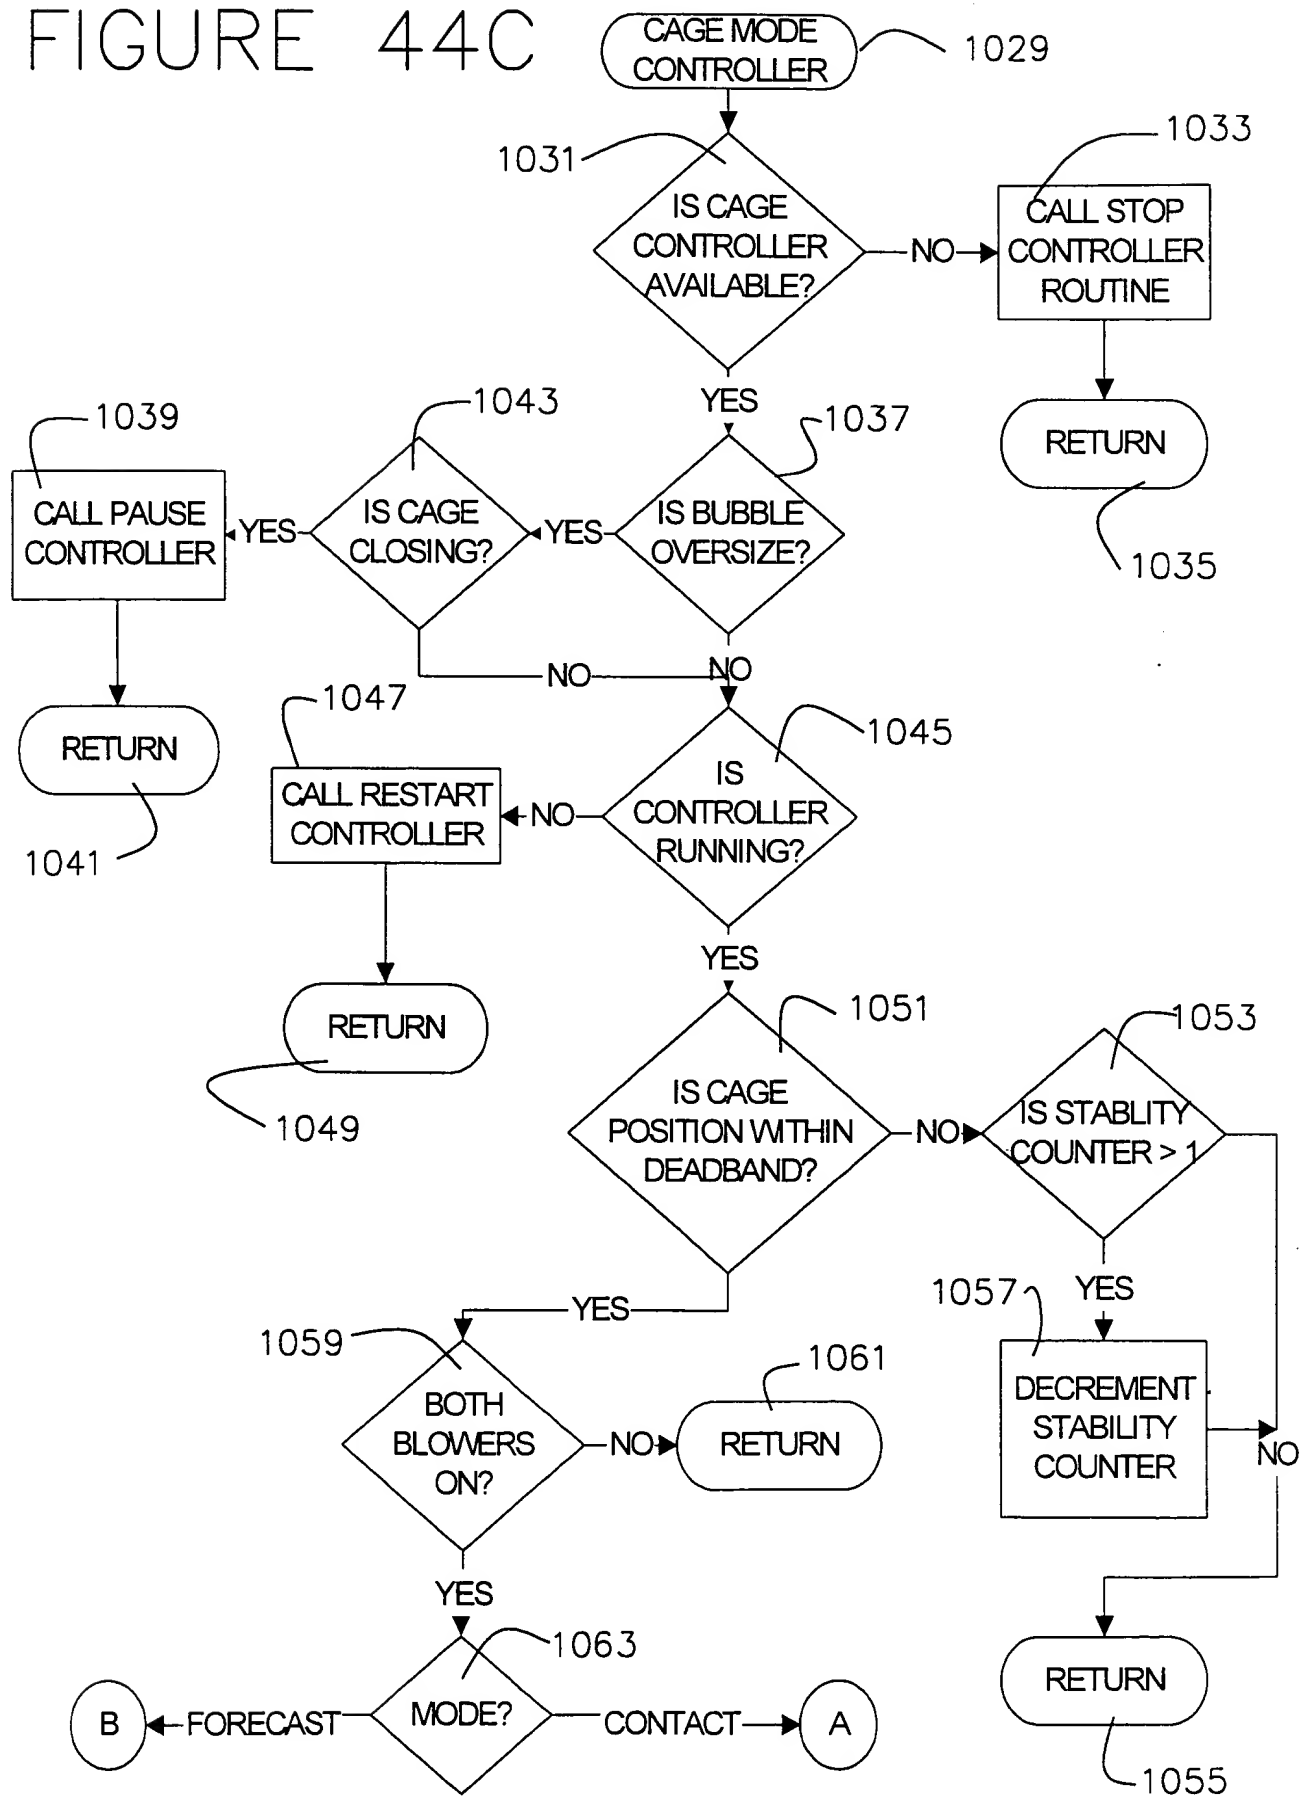 FIGURE 44C
CAGE MODE
CONTROLLER
1029
1031
IS CAGE
CONTROLLER
AVAILABLE?
NO
1033
CALL STOP
CONTROLLER
ROUTINE
YES
RETURN
1035
1039
CALL PAUSE
CONTROLLER
YES
1043
IS CAGE
CLOSING?
YES
1037
IS BUBBLE
OVERSIZE?
NO
NO
RETURN
1041
1047
CALL RESTART
CONTROLLER
NO
1045
IS
CONTROLLER
RUNNING?
YES
RETURN
1049
1051
IS CAGE
POSITION WITHIN
DEADBAND?
NO
1053
IS STABLITY
COUNTER > 1
YES
YES
1057
DECREMENT
STABILITY
COUNTER
NO
1059
BOTH
BLOWERS
ON?
NO
1061
RETURN
YES
1063
MODE?
FORECAST
B
CONTACT
A
RETURN
1055